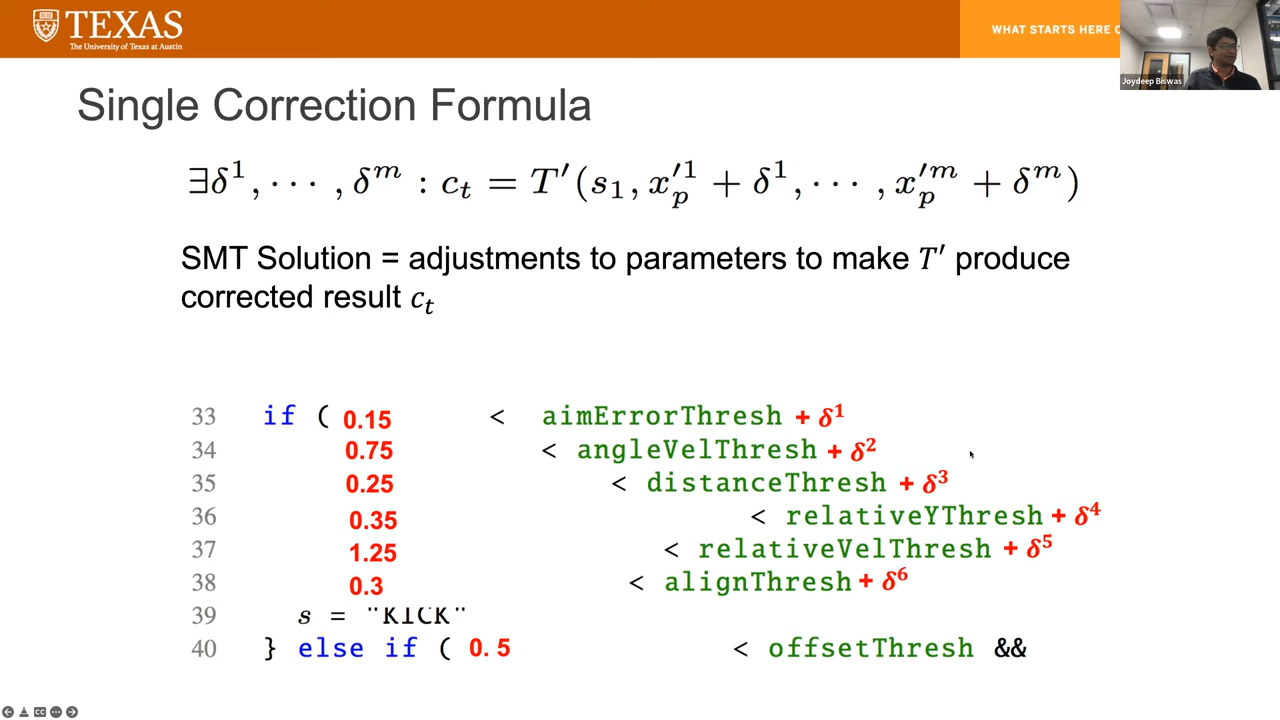 TEXAS
The University of Texas at Austin
WHAT STARTS HERE
Joydeep Biswas
Single Correction Formula
∃δ¹, ⋯ , δᵐ : cₜ = T′(s₁, x′ₚ¹ + δ¹, ⋯ , x′ₚᵐ + δᵐ)
SMT Solution = adjustments to parameters to make T′ produce
corrected result cₜ
33 if ( 0.15 < aimErrorThresh + δ¹
34 0.75 < angleVelThresh + δ²
35 0.25 < distanceThresh + δ³
36 0.35 < relativeYThresh + δ⁴
37 1.25 < relativeVelThresh + δ⁵
38 0.3 < alignThresh + δ⁶
39 s = "KICK"
40 } else if ( 0. 5 < offsetThresh &&